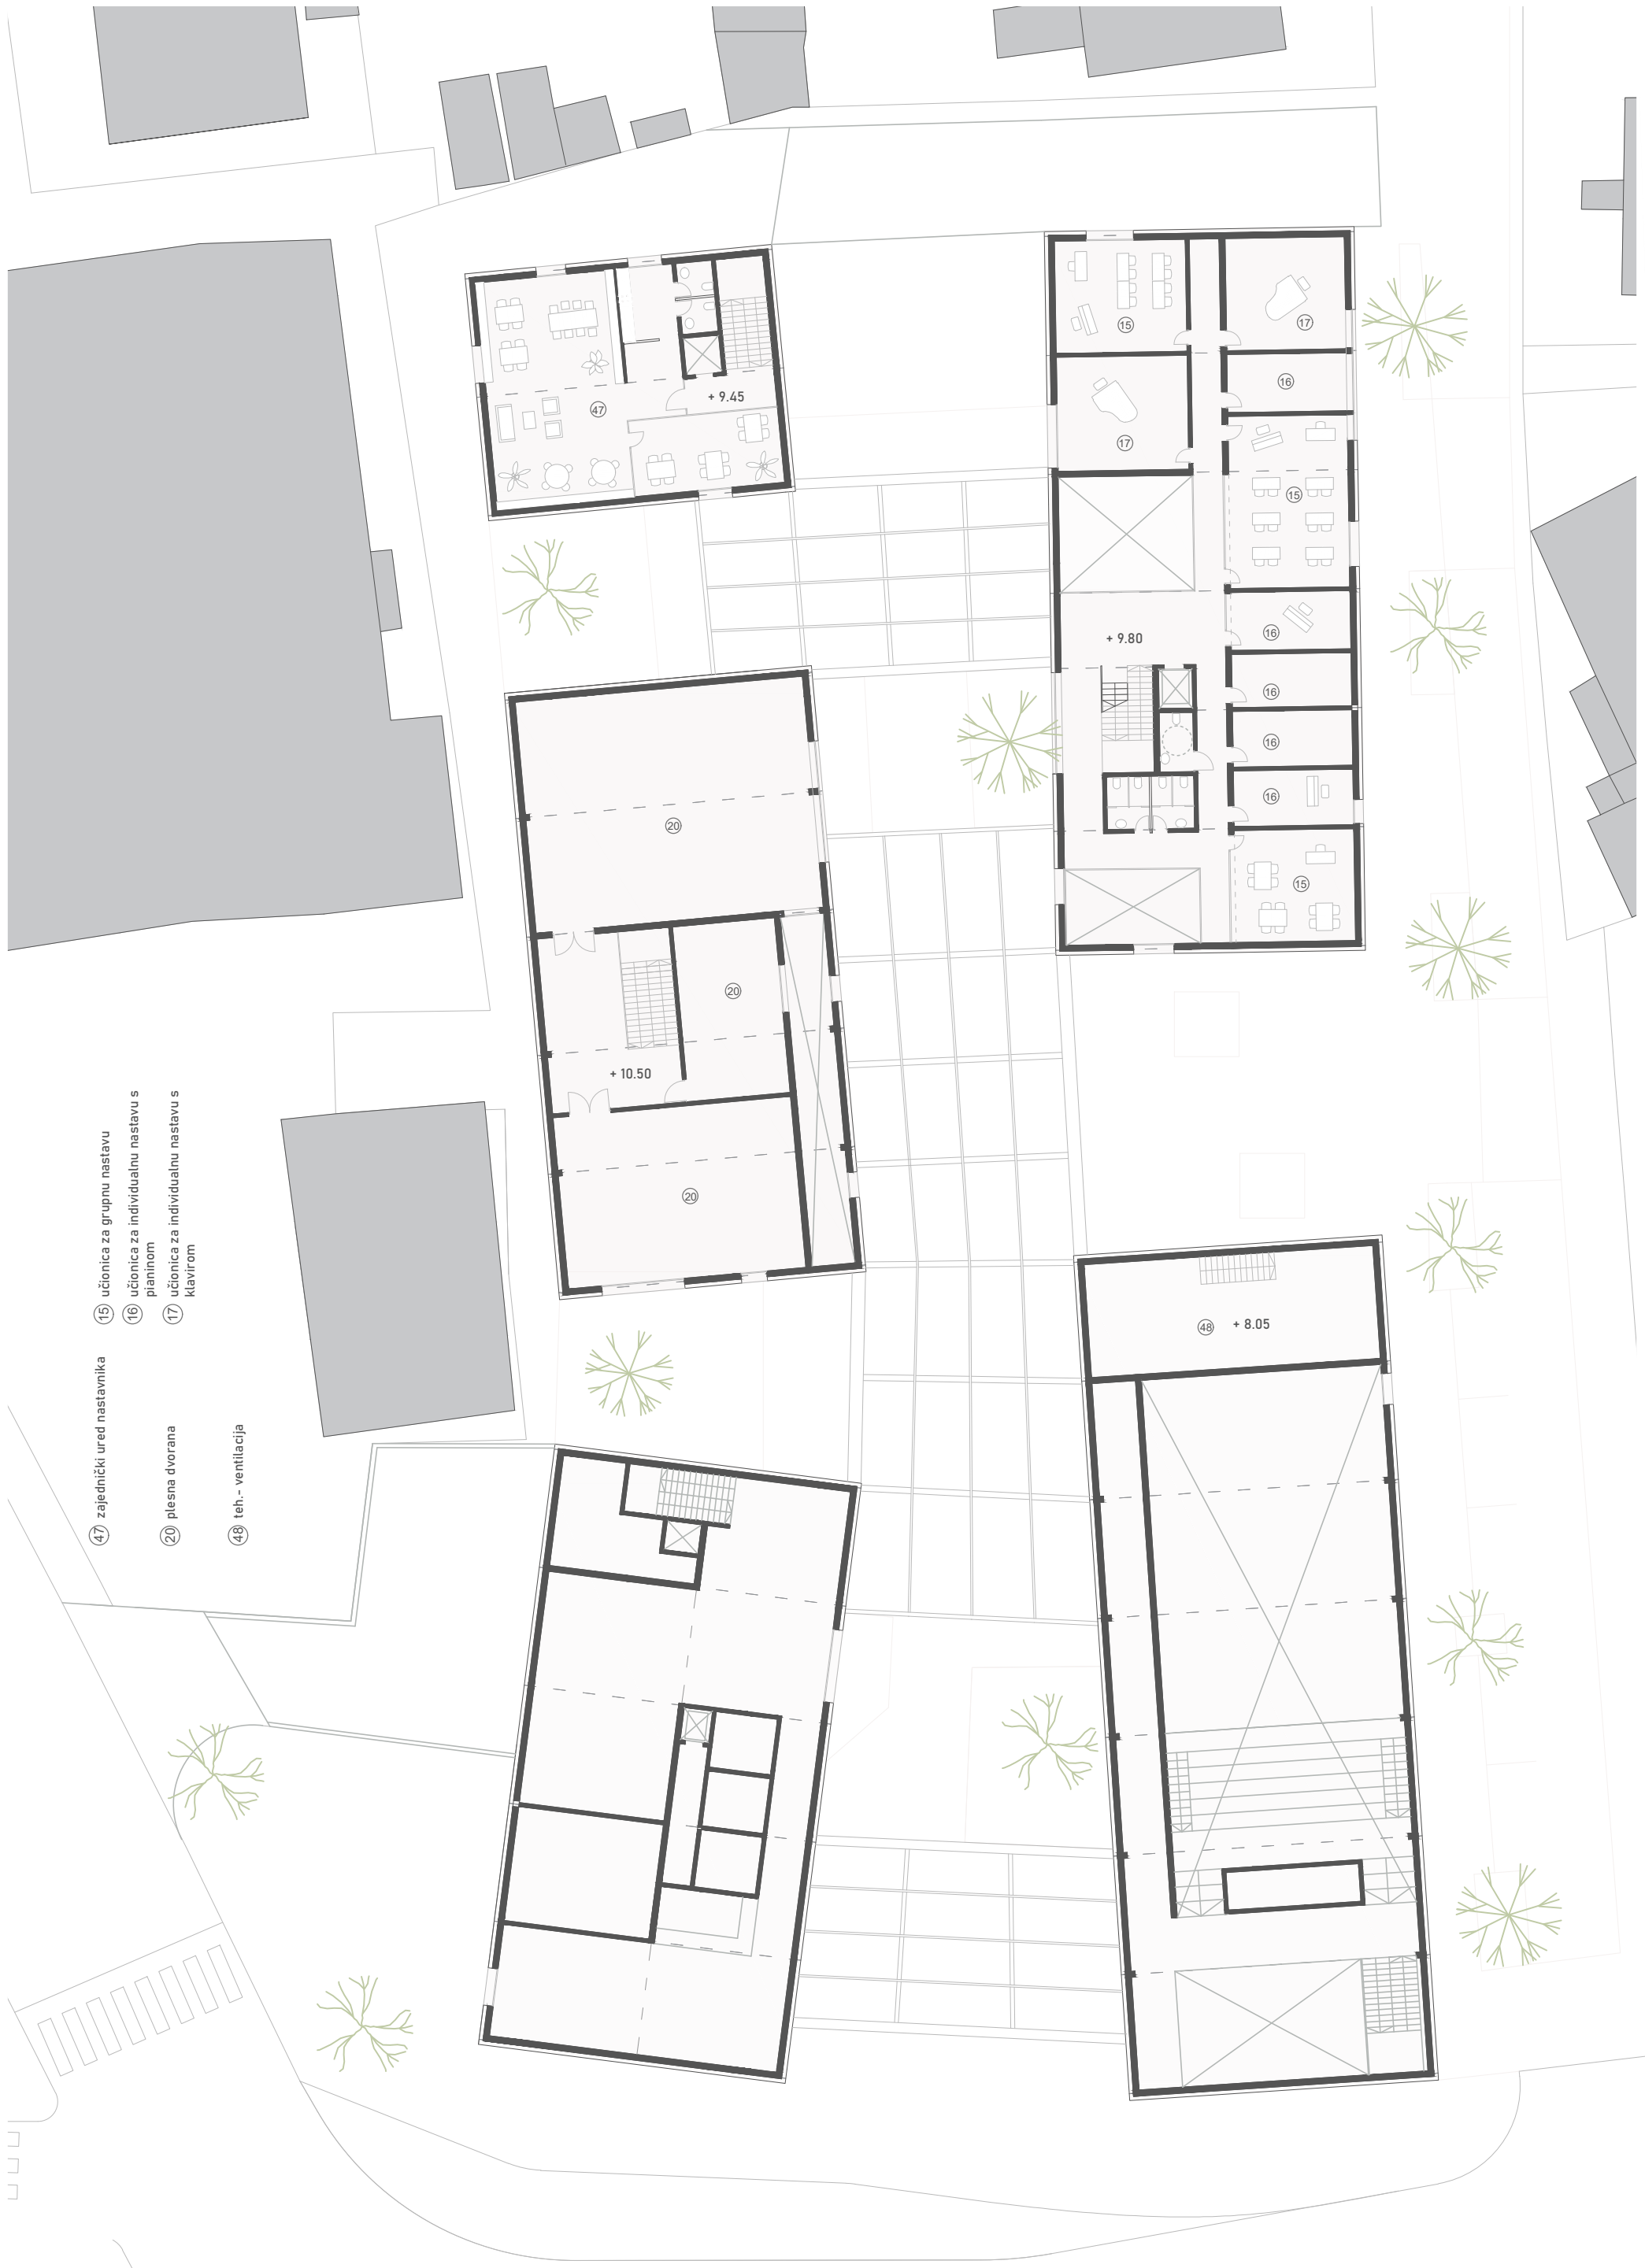 15
17
16
47
+ 9.45
17
15
16
+ 9.80
16
16
16
20
15
20
+ 10.50
20
48 + 8.05
15 učionica za grupnu nastavu
16 učionica za individualnu nastavu s
pianinom
17 učionica za individualnu nastavu s
klavirom
47 zajednički ured nastavnika
20 plesna dvorana
48 teh.- ventilacija